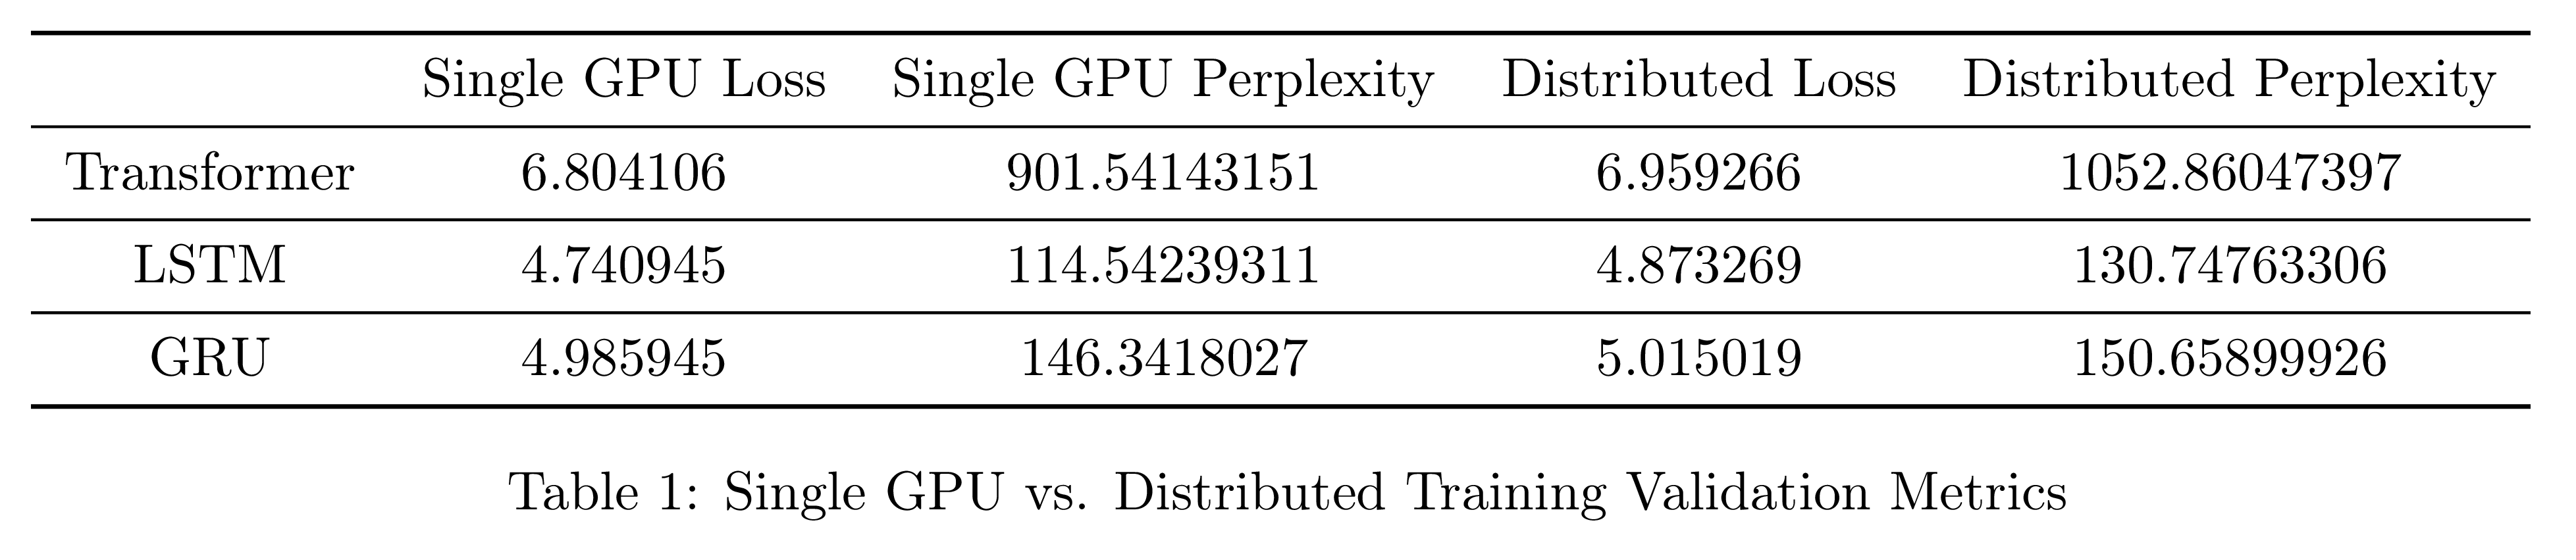 Single GPU Loss Single GPU Perplexity Distributed Loss Distributed Perplexity
Transformer 6.804106 901.54143151 6.959266 1052.86047397
LSTM 4.740945 114.54239311 4.873269 130.74763306
GRU 4.985945 146.3418027 5.015019 150.65899926
Table 1: Single GPU vs. Distributed Training Validation Metrics